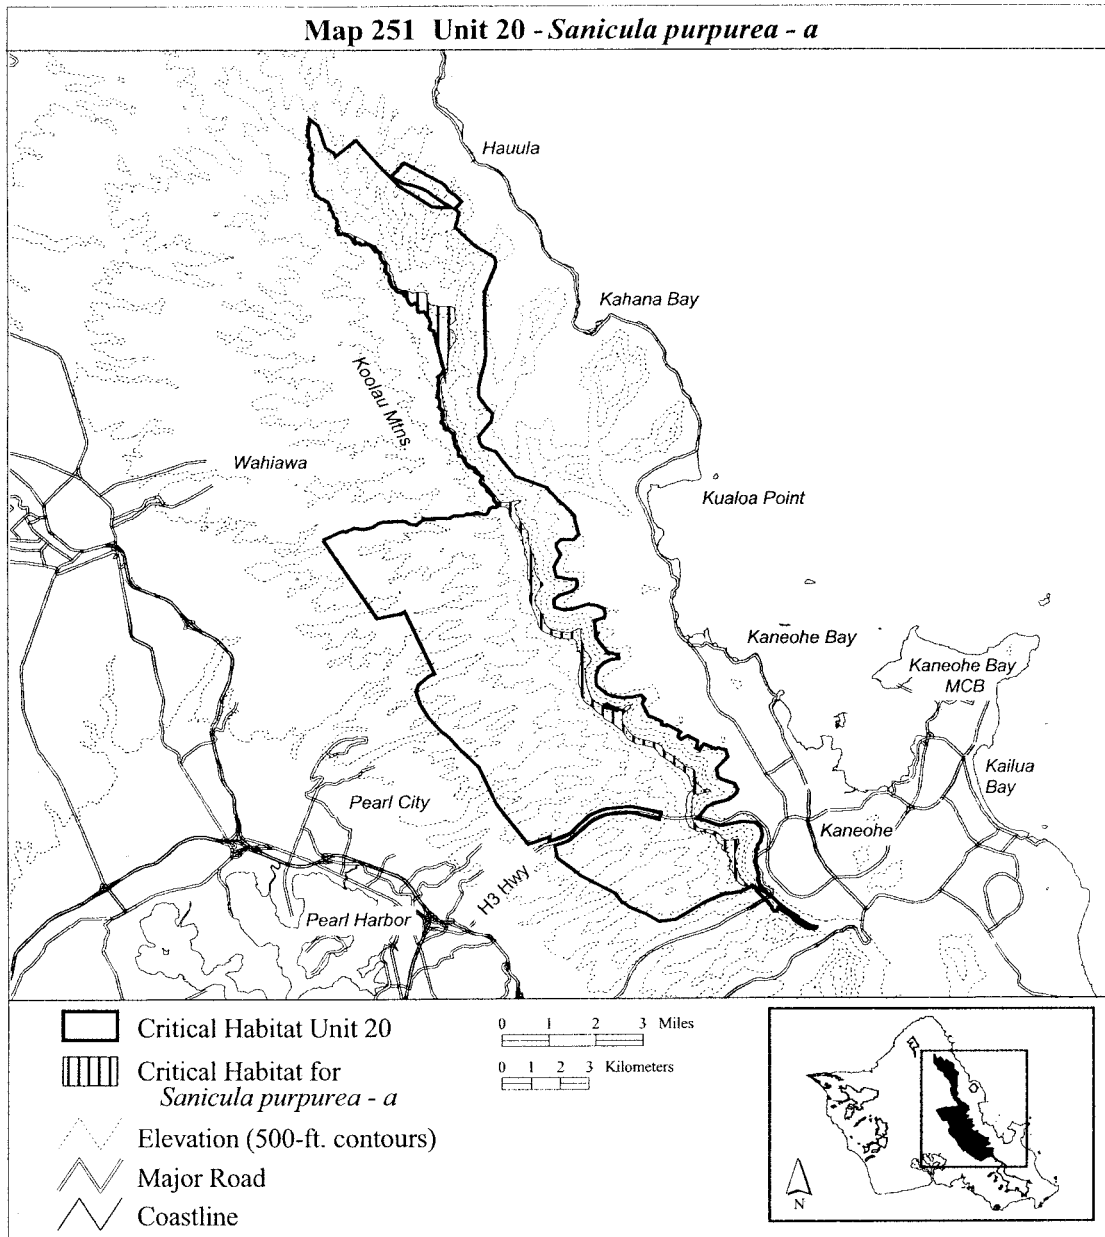 Map 251 Unit 20 - Sanicula purpurea - a
Hauula
Kahana Bay
Koolau Mtns.
Wahiawa
Kualoa Point
Kaneohe Bay
Kaneohe Bay
MCB
Kailua
Bay
Pearl City
Kaneohe
H3 Hwy
Pearl Harbor
Critical Habitat Unit 20
Critical Habitat for
Sanicula purpurea - a
Elevation (500-ft. contours)
Major Road
Coastline
0 1 2 3 Miles
0 1 2 3 Kilometers
N